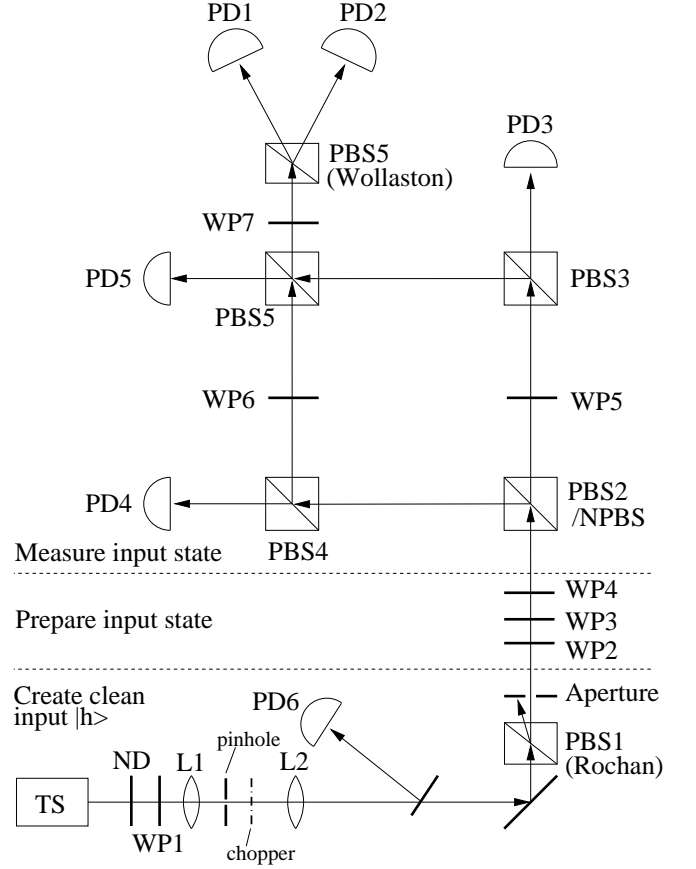 PD1
PD2
PD3
PBS5
(Wollaston)
WP7
PD5
PBS5
PBS3
WP6
WP5
PD4
PBS4
PBS2
/NPBS
Measure input state
WP4
Prepare input state
WP3
WP2
Create clean
input |h>
PD6
Aperture
pinhole
PBS1
(Rochan)
ND
L1
L2
TS
WP1
chopper